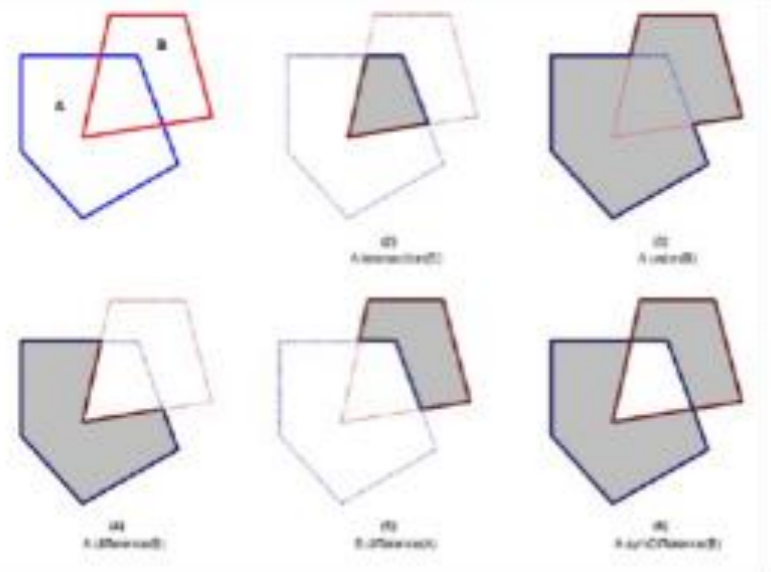 B
A
(2)
A.intersection(B)
(3)
A.union(B)
(4)
A.difference(B)
(5)
B.difference(A)
(6)
A.symDifference(B)